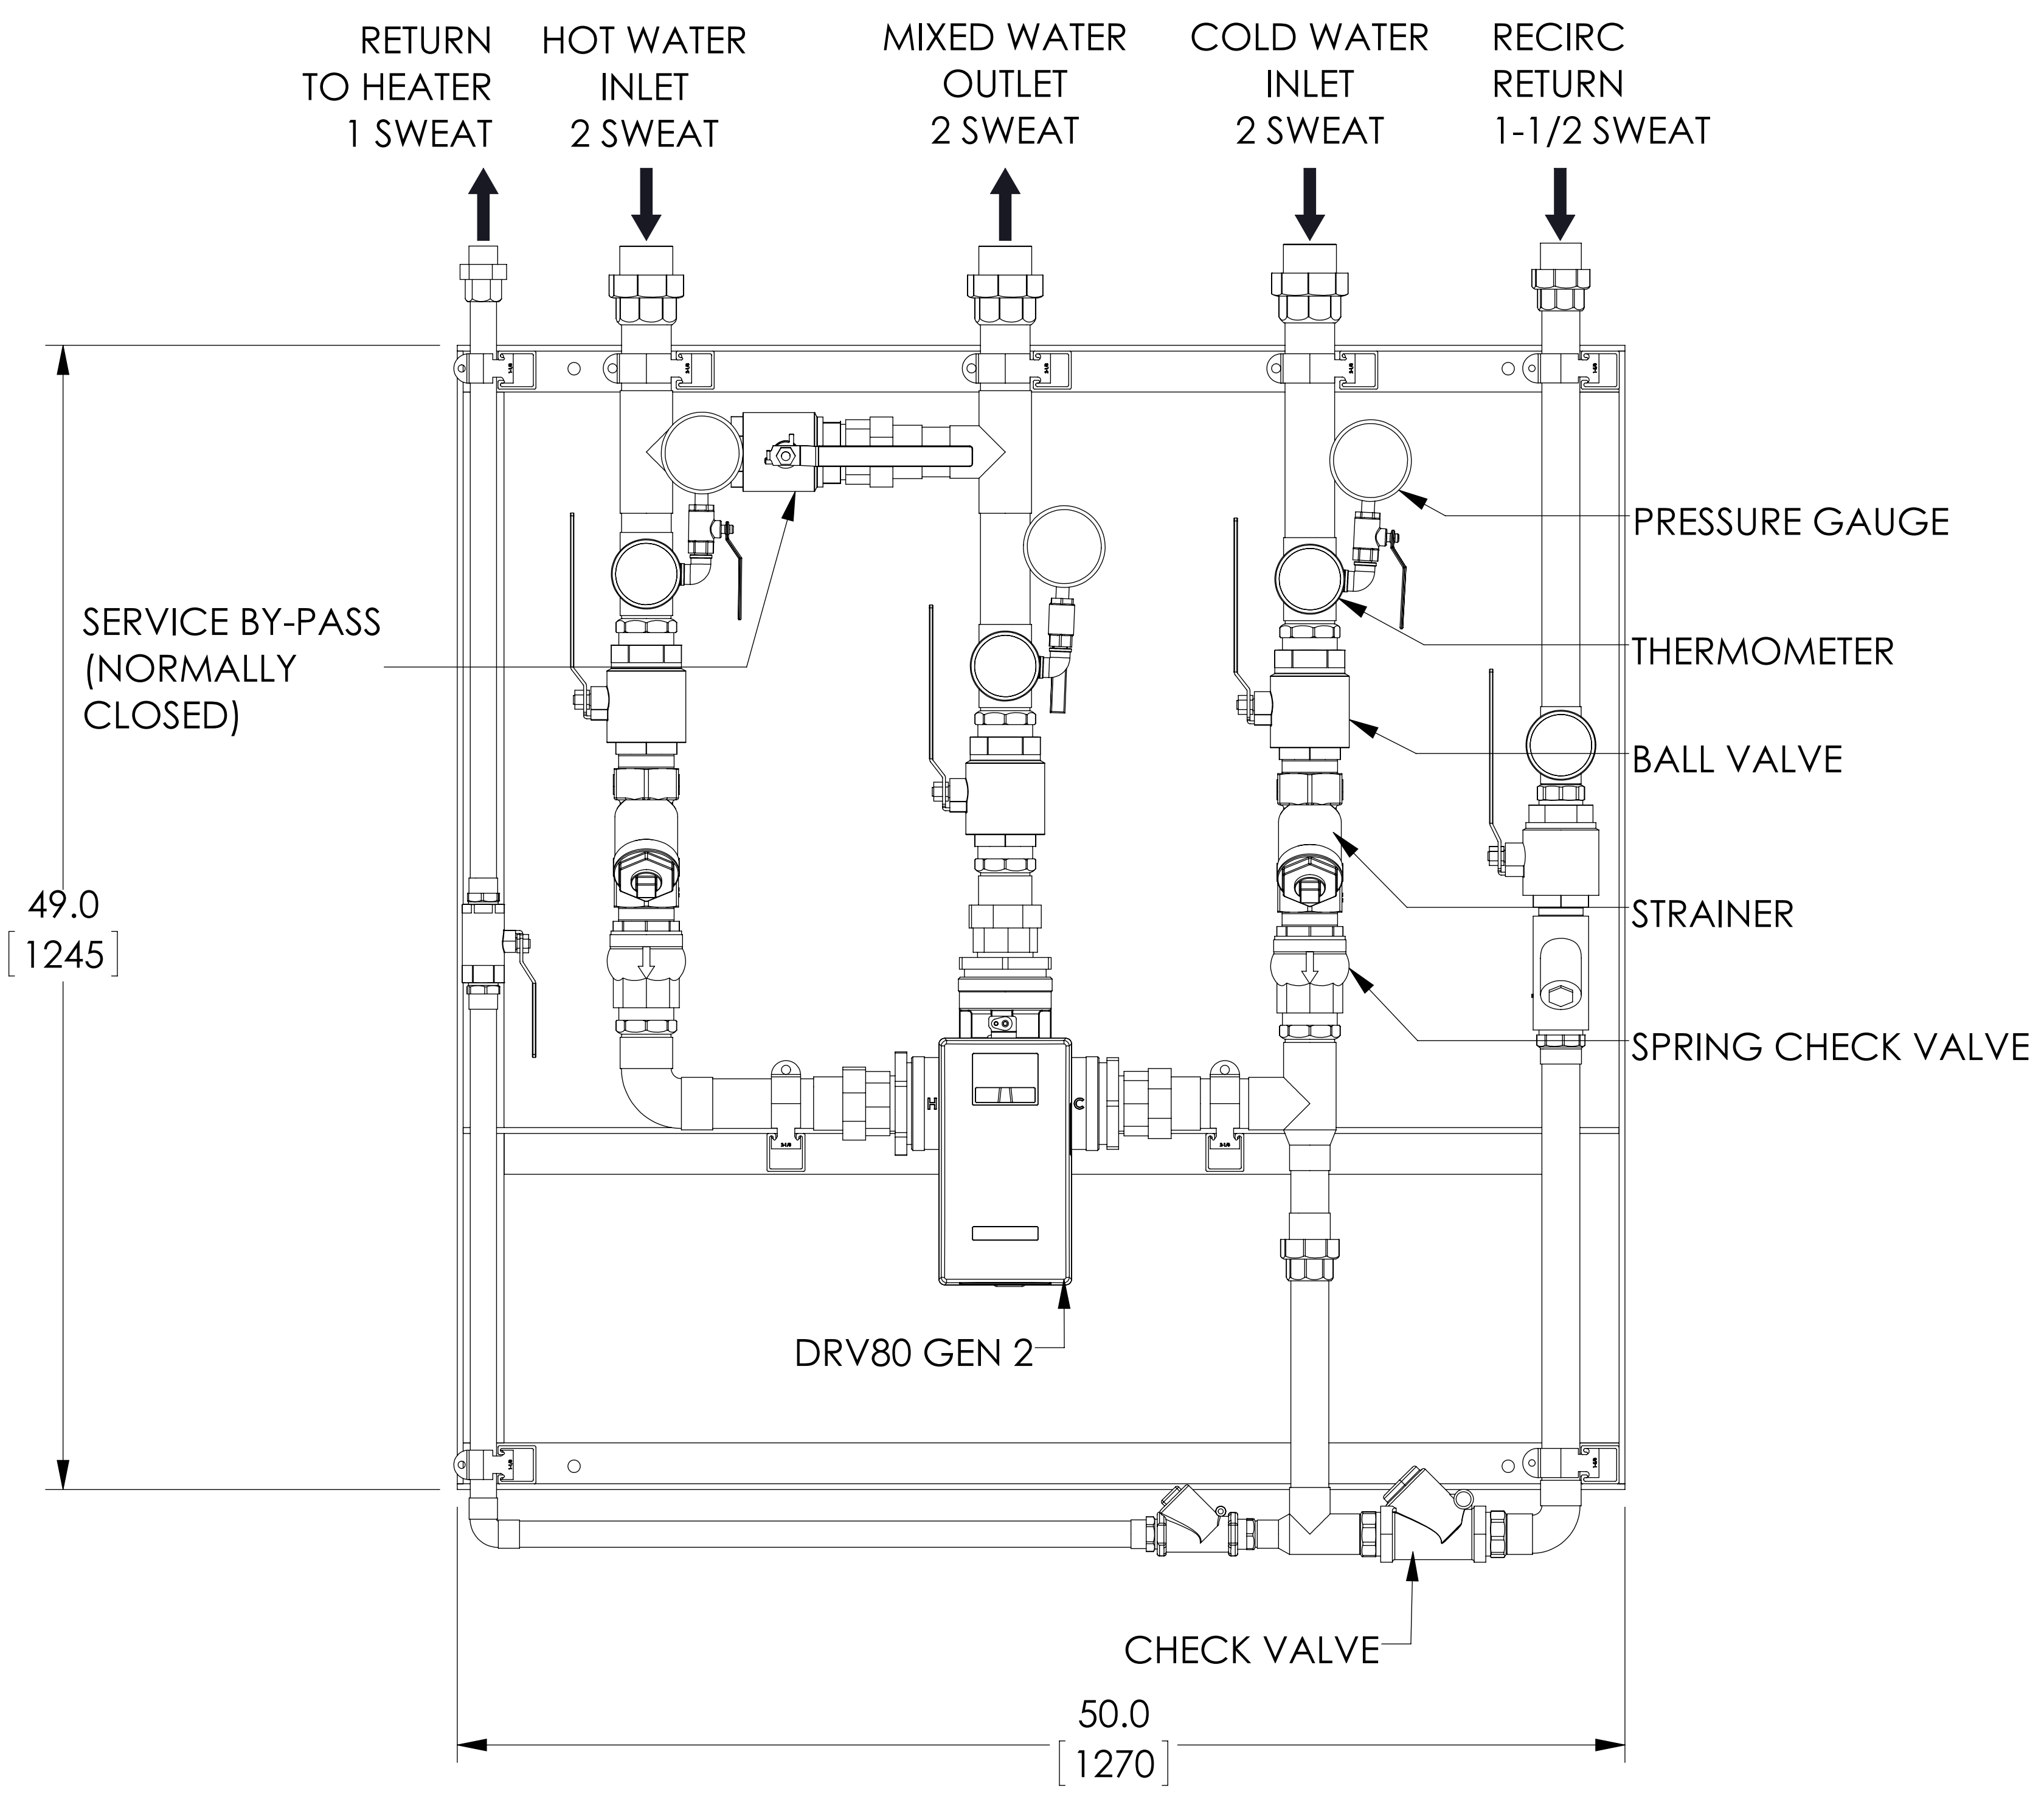 RETURN
TO HEATER
1 SWEAT
HOT WATER
INLET
2 SWEAT
MIXED WATER
OUTLET
2 SWEAT
COLD WATER
INLET
2 SWEAT
RECIRC
RETURN
1-1/2 SWEAT
PRESSURE GAUGE
SERVICE BY-PASS
(NORMALLY
CLOSED)
THERMOMETER
BALL VALVE
49.0
[1245]
STRAINER
SPRING CHECK VALVE
H
C
DRV80 GEN 2
CHECK VALVE
50.0
[1270]